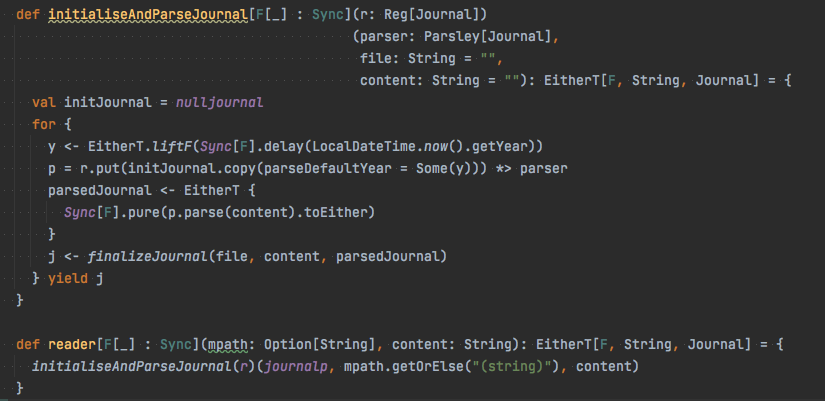 def initialiseAndParseJournal[F[_] : Sync](r: Reg[Journal])
(parser: Parsley[Journal],
file: String = "",
content: String = ""): EitherT[F, String, Journal] = {
val initJournal = nulljournal
for {
y <- EitherT.liftF(Sync[F].delay(LocalDateTime.now().getYear))
p = r.put(initJournal.copy(parseDefaultYear = Some(y))) *> parser
parsedJournal <- EitherT {
Sync[F].pure(p.parse(content).toEither)
}
j <- finalizeJournal(file, content, parsedJournal)
} yield j
}
def reader[F[_] : Sync](mpath: Option[String], content: String): EitherT[F, String, Journal] = {
initialiseAndParseJournal(r)(journalp, mpath.getOrElse("(string)"), content)
}